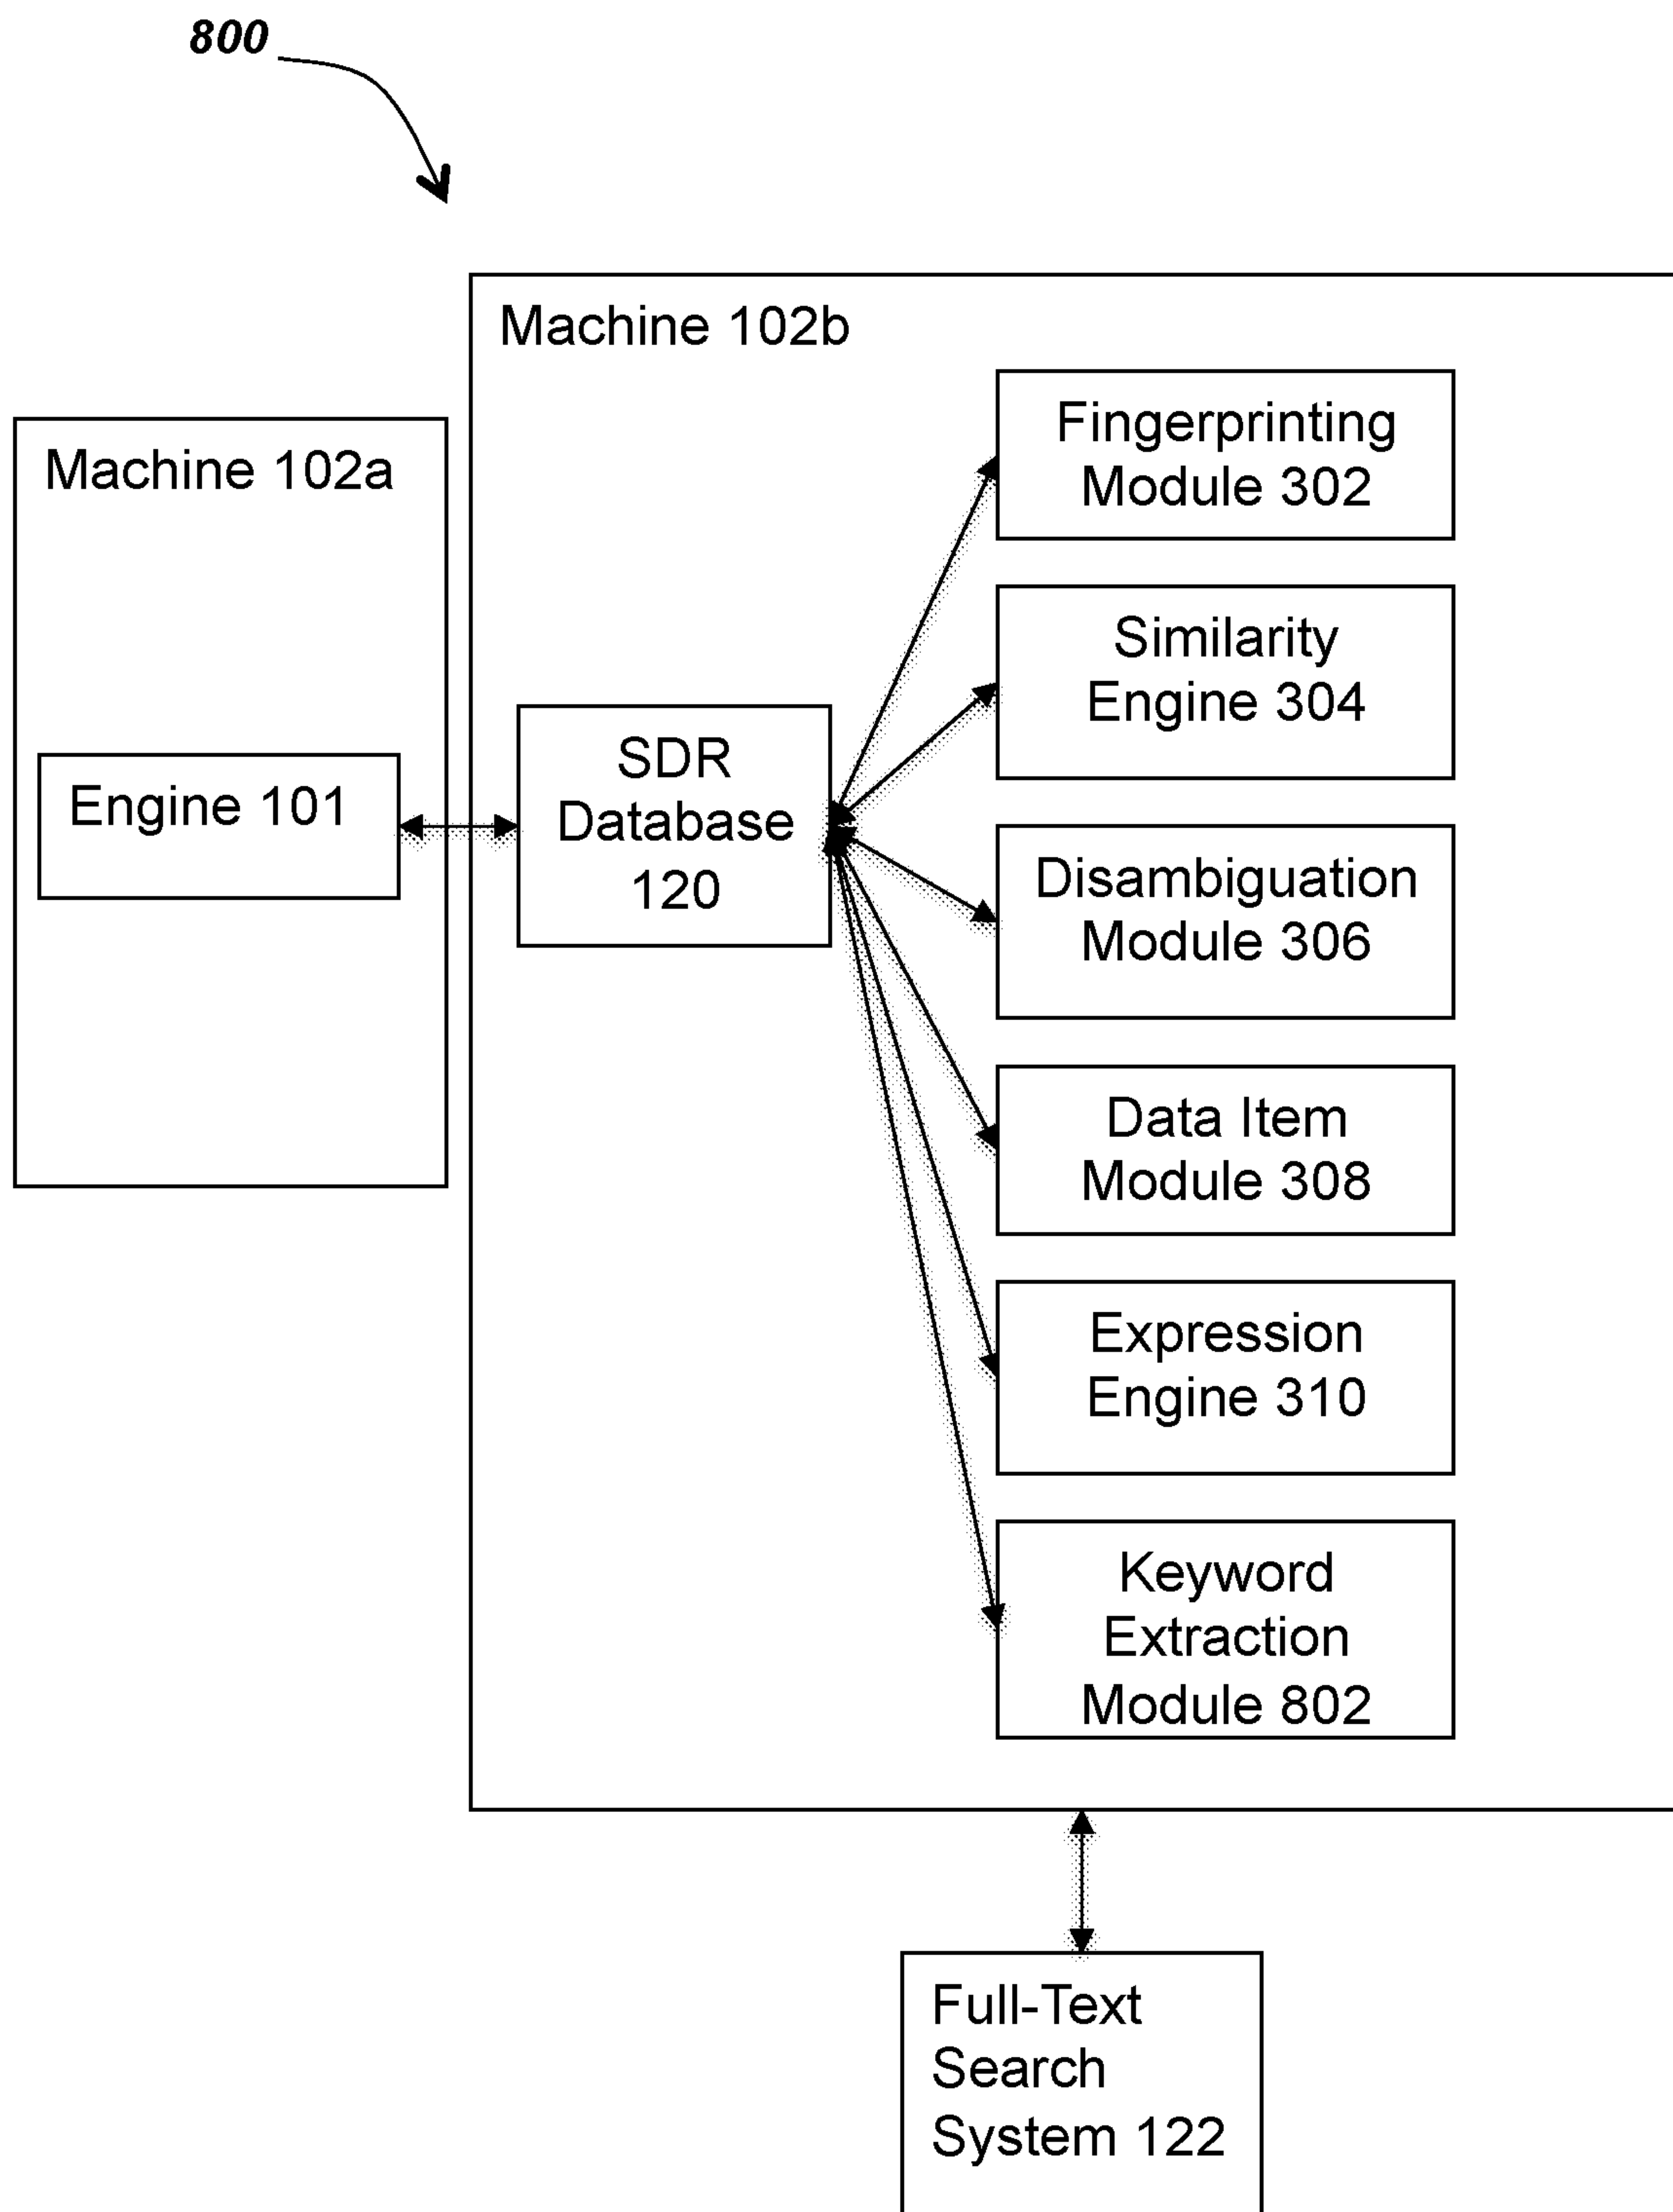 800
Machine 102b
Machine 102a
Engine 101
SDR
Database
120
Fingerprinting
Module 302
Similarity
Engine 304
Disambiguation
Module 306
Data Item
Module 308
Expression
Engine 310
Keyword
Extraction
Module 802
Full-Text
Search
System 122